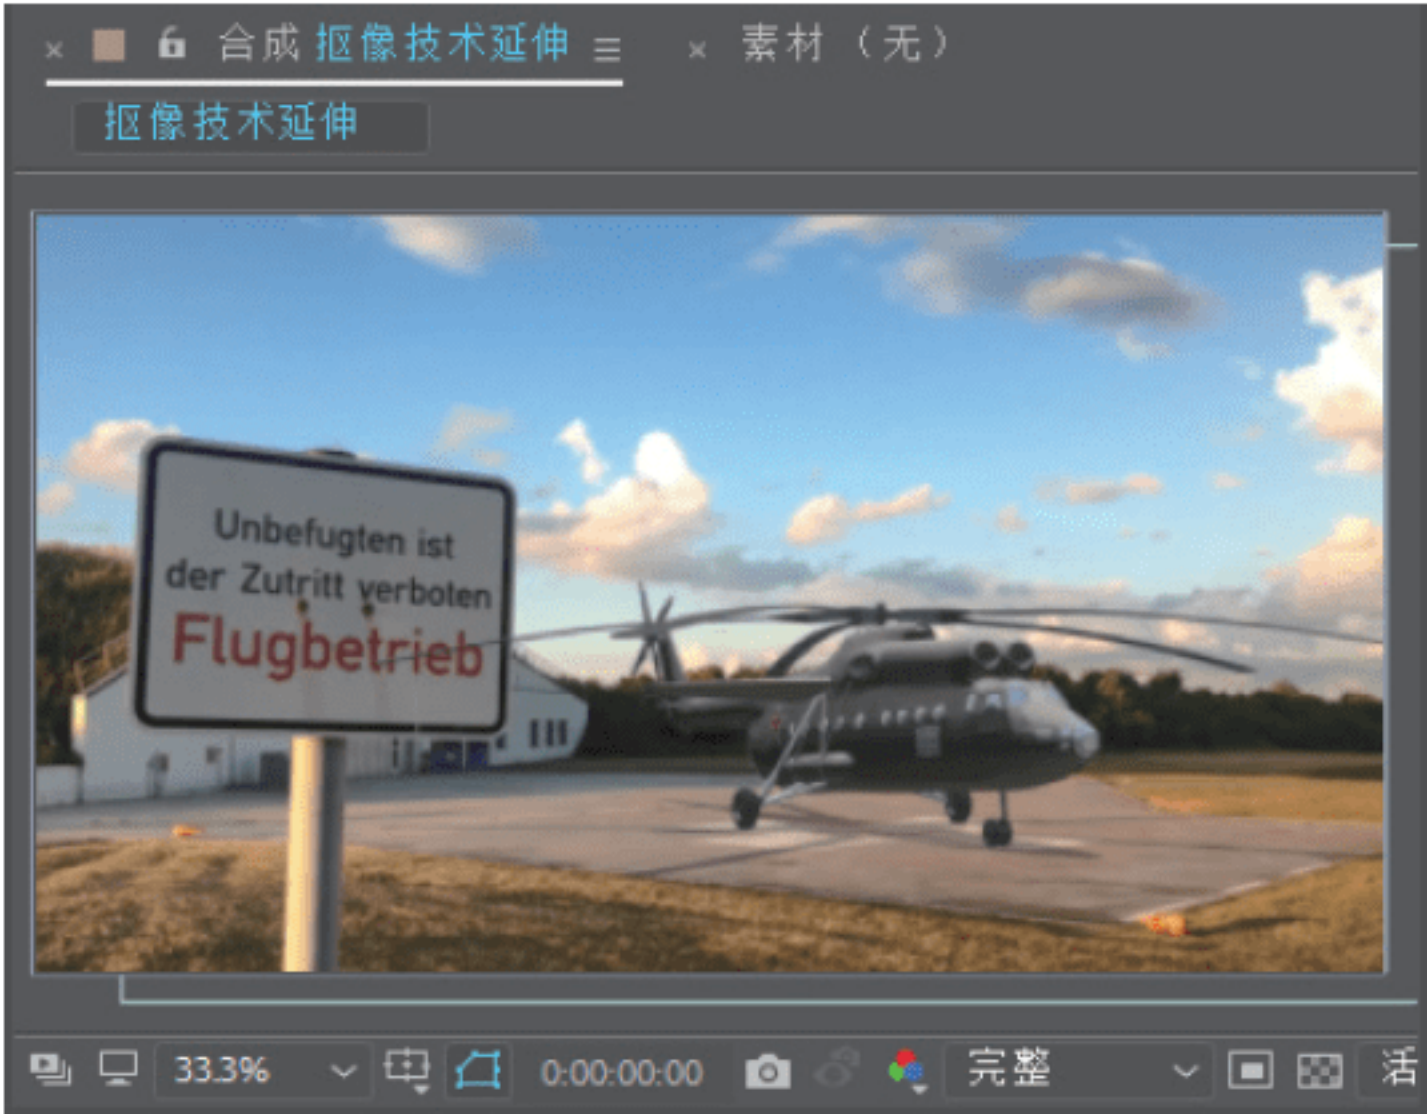 合成 抠像技术延伸
素材 （无）
抠像技术延伸
Unbefugten ist
der Zutritt verboten
Flugbetrieb
33.3%
0:00:00:00
完整
活